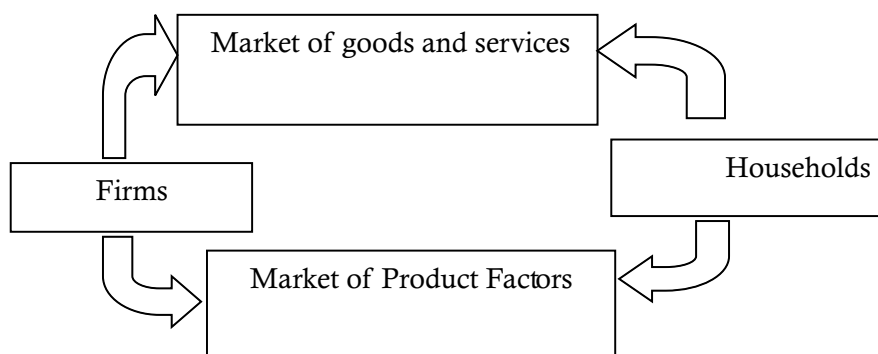 Market of goods and services
Households
Firms
Market of Product Factors